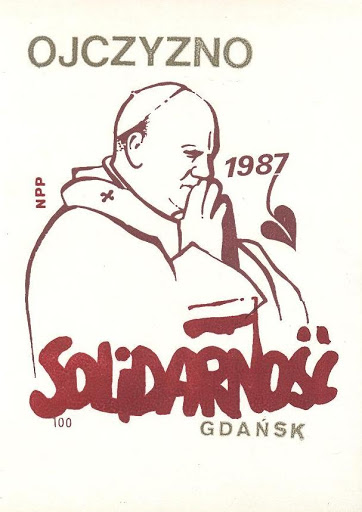 OJCZYZNO
1987
NPP
SOLIDARNOŚĆ
100
GDAŃSK